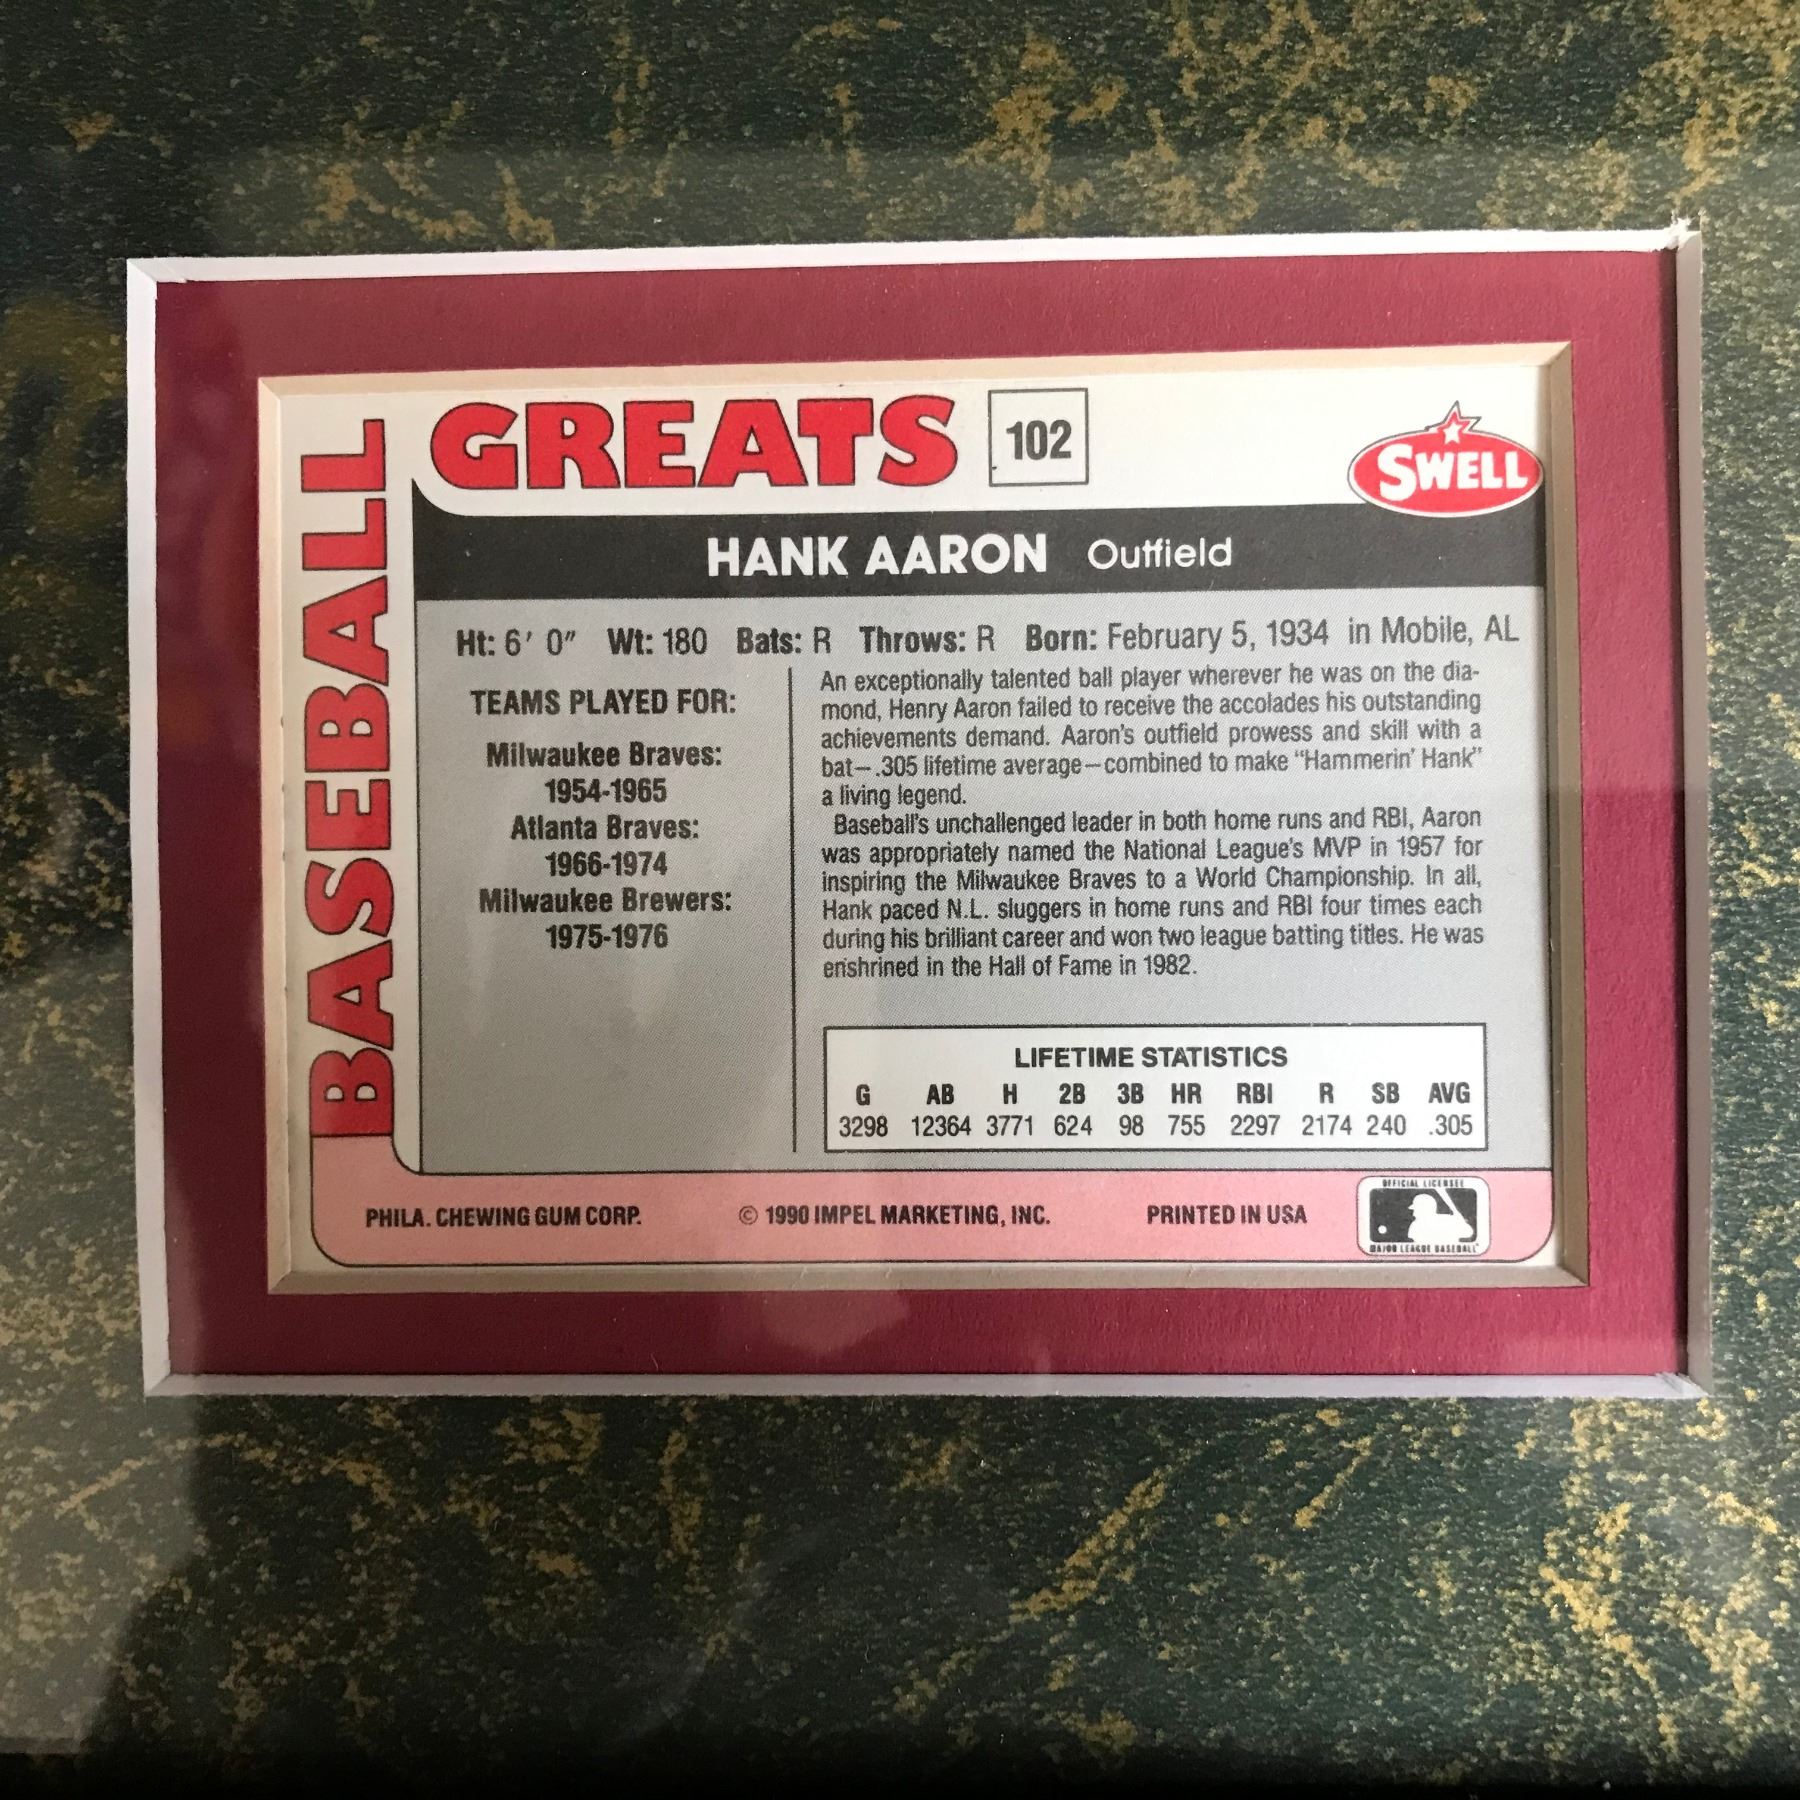 BASEBALL
GREATS
102
SWELL
HANK AARON Outfield
Ht: 6' 0" Wt: 180 Bats: R Throws: R Born: February 5, 1934 in Mobile, AL
TEAMS PLAYED FOR:
Milwaukee Braves:
1954-1965
Atlanta Braves:
1966-1974
Milwaukee Brewers:
1975-1976
An exceptionally talented ball player wherever he was on the dia-
mond, Henry Aaron failed to receive the accolades his outstanding
achievements demand. Aaron's outfield prowess and skill with a
bat—.305 lifetime average—combined to make "Hammerin' Hank"
a living legend.
Baseball's unchallenged leader in both home runs and RBI, Aaron
was appropriately named the National League's MVP in 1957 for
inspiring the Milwaukee Braves to a World Championship. In all,
Hank paced N.L. sluggers in home runs and RBI four times each
during his brilliant career and won two league batting titles. He was
enshrined in the Hall of Fame in 1982.
LIFETIME STATISTICS
G AB H 2B 3B HR RBI R SB AVG
3298 12364 3771 624 98 755 2297 2174 240 .305
PHILA. CHEWING GUM CORP. © 1990 IMPEL MARKETING, INC. PRINTED IN USA
OFFICIAL LICENSEE
MAJOR LEAGUE BASEBALL